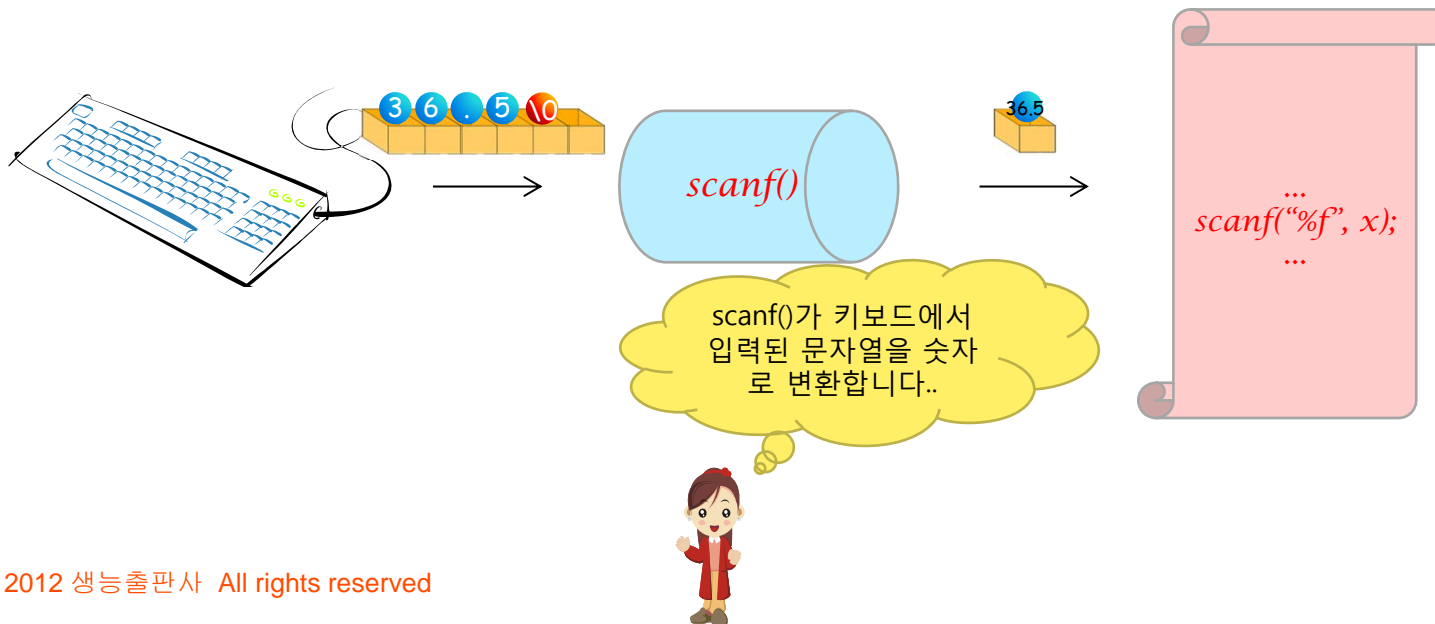 3 6 . 5 \0
36.5
scanf()
...
scanf(“%f”, x);
...
scanf()가 키보드에서
입력된 문자열을 숫자
로 변환합니다..
2012 생능출판사 All rights reserved